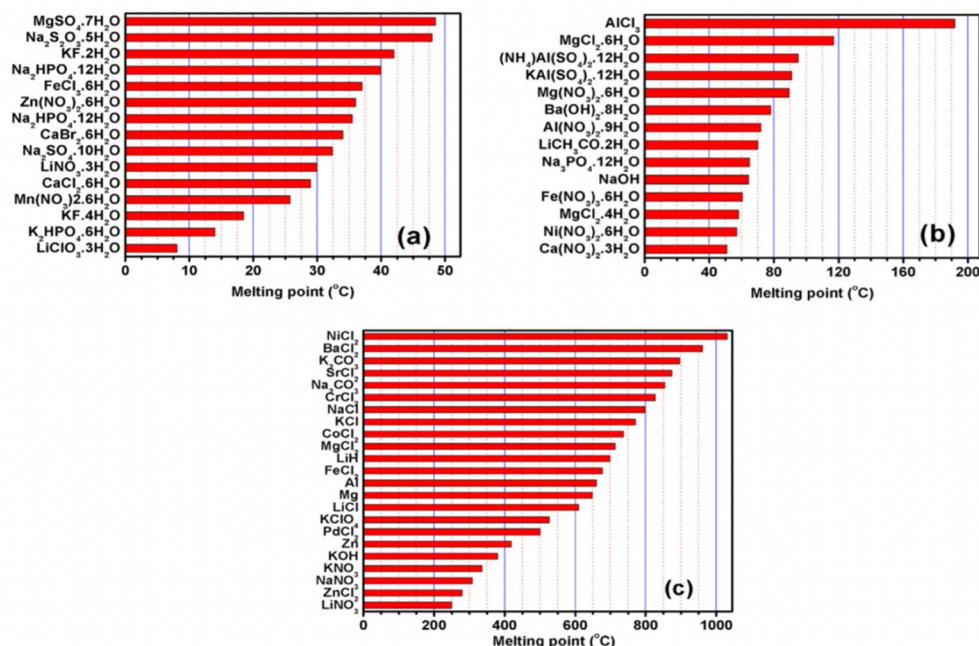 MgSO₄.7H₂O
Na₂S₂O₃.5H₂O
KF.2H₂O
Na₂HPO₄.12H₂O
FeCl₃.6H₂O
Zn(NO₃)₂.6H₂O
Na₂HPO₄.12H₂O
CaBr₂.6H₂O
Na₂SO₄.10H₂O
LiNO₃.3H₂O
CaCl₂.6H₂O
Mn(NO₃)2.6H₂O
KF.4H₂O
K₂HPO₄.6H₂O
LiClO₃.3H₂O
(a)
0 10 20 30 40 50
Melting point (°C)
AlCl₃
MgCl₂.6H₂O
(NH₄)Al(SO₄)₂.12H₂O
KAl(SO₄)₂.12H₂O
Mg(NO₃)₂.6H₂O
Ba(OH)₂.8H₂O
Al(NO₃)₂.9H₂O
LiCH₃CO.2H₂O
Na₃PO₄.12H₂O
NaOH
Fe(NO₃)₃.6H₂O
MgCl₂.4H₂O
Ni(NO₃)₂.6H₂O
Ca(NO₃)₂.3H₂O
(b)
0 40 80 120 160 200
Melting point (°C)
NiCl₂
BaCl₂
K₂CO₃
SrCl₂
Na₂CO₃
CrCl₂
NaCl
KCl
CoCl₂
MgCl₂
LiH
FeCl₂
Al
Mg
LiCl
KClO₄
PdCl₂
Zn
KOH
KNO₃
NaNO₃
ZnCl₂
LiNO₃
(c)
0 200 400 600 800 1000
Melting point (°C)